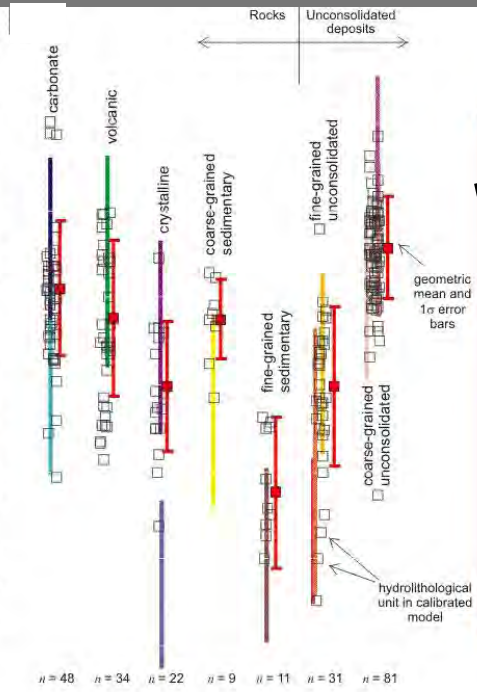 Rocks
Unconsolidated
deposits
carbonate
volcanic
crystalline
coarse-grained
sedimentary
fine-grained
sedimentary
fine-grained
unconsolidated
coarse-grained
unconsolidated
geometric
mean and
1σ error
bars
hydrolithological
unit in calibrated
model
n = 48
n = 34
n = 22
n = 9
n = 11
n = 31
n = 81